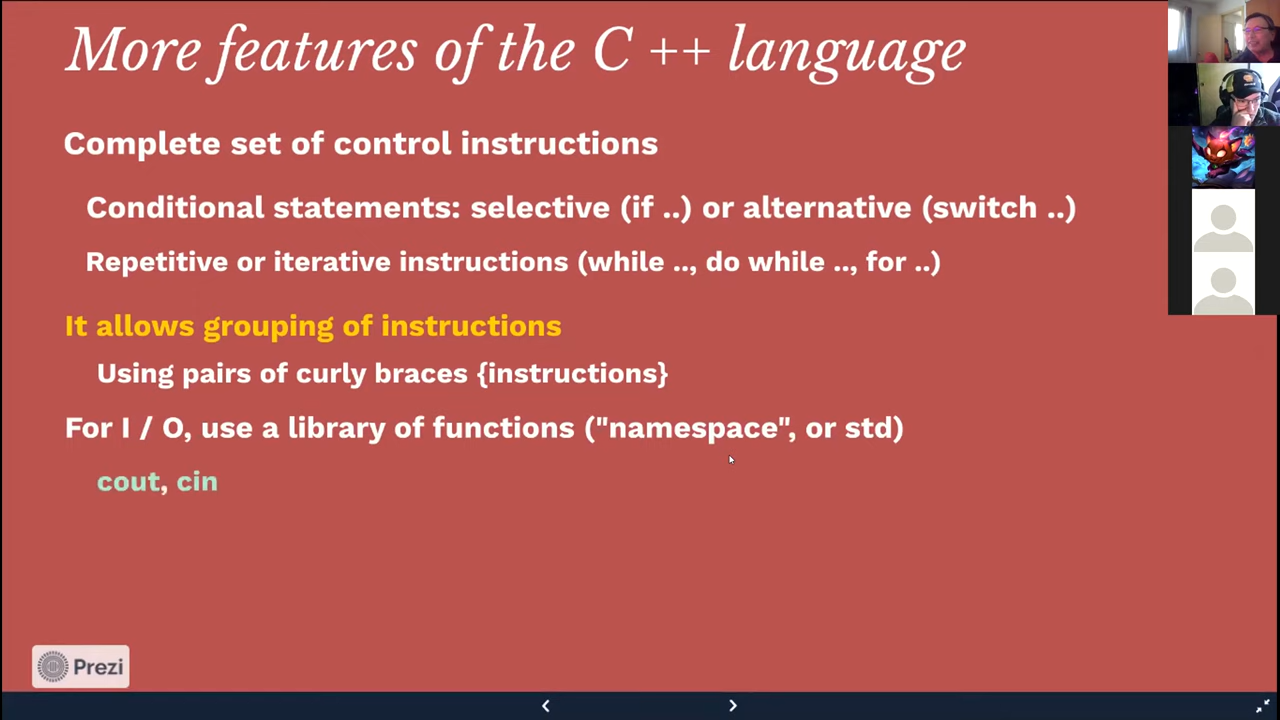 More features of the C ++ language
Complete set of control instructions
Conditional statements: selective (if ..) or alternative (switch ..)
Repetitive or iterative instructions (while .., do while .., for ..)
It allows grouping of instructions
Using pairs of curly braces {instructions}
For I / O, use a library of functions ("namespace", or std)
cout, cin
Prezi